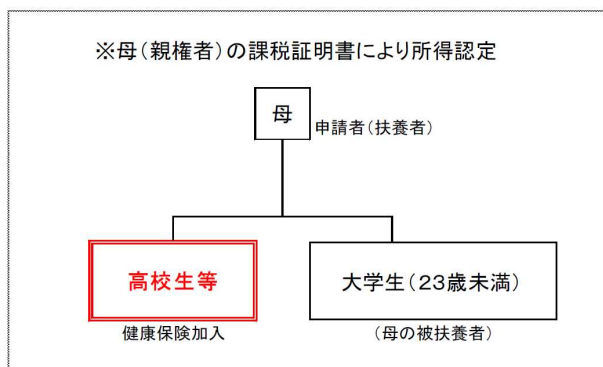 ※母(親権者)の課税証明書により所得認定
母
申請者(扶養者)
高校生等
大学生(23歳未満)
健康保険加入
(母の被扶養者)